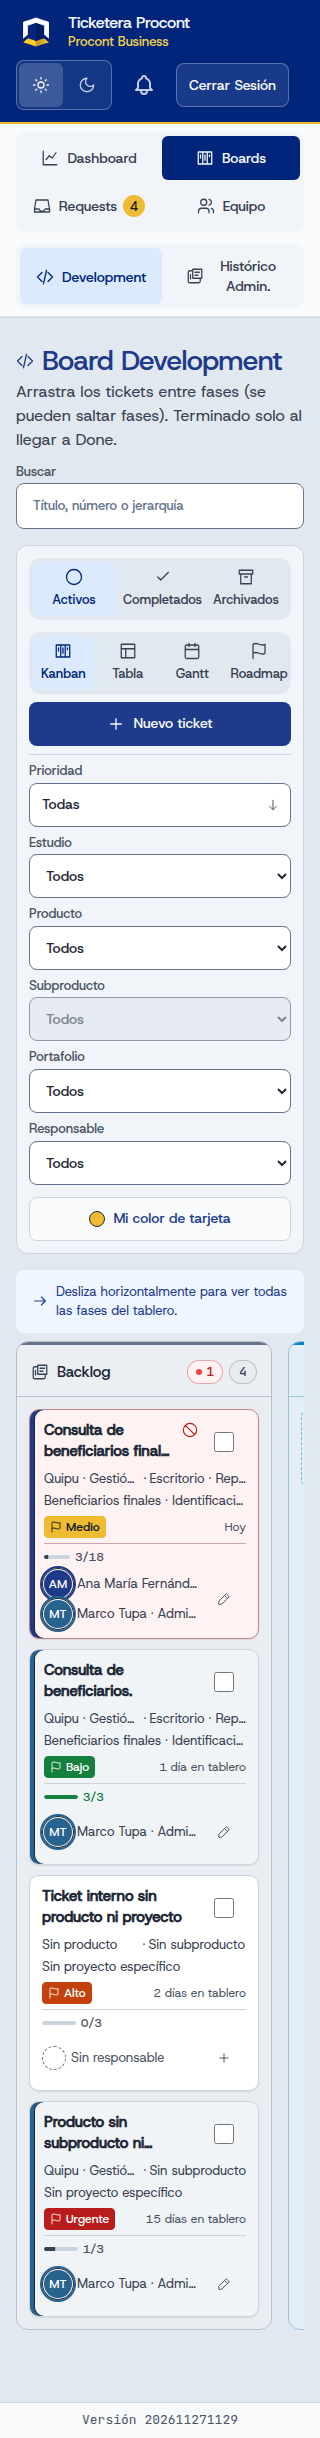 Ticketera Procont
Procont Business
Cerrar Sesión
Dashboard
Boards
Requests 4
Equipo
Development
Histórico
Admin.
Board Development
Arrastra los tickets entre fases (se
pueden saltar fases). Terminado solo al
llegar a Done.
Buscar
Título, número o jerarquía
Activos
Completados
Archivados
Kanban
Tabla
Gantt
Roadmap
Nuevo ticket
Prioridad
Todas
Estudio
Todos
Producto
Todos
Subproducto
Todos
Portafolio
Todos
Responsable
Todos
Mi color de tarjeta
Desliza horizontalmente para ver todas
las fases del tablero.
Backlog 1 4
Consulta de
beneficiarios final…
Quipu · Gestió… · Escritorio · Rep…
Beneficiarios finales · Identificaci…
Medio Hoy
3/18
AM Ana María Fernánd…
MT Marco Tupa · Admi…
Consulta de
beneficiarios.
Quipu · Gestió… · Escritorio · Rep…
Beneficiarios finales · Identificaci…
Bajo 1 día en tablero
3/3
MT Marco Tupa · Admi…
Ticket interno sin
producto ni proyecto
Sin producto · Sin subproducto
Sin proyecto específico
Alto 2 días en tablero
0/3
Sin responsable
Producto sin
subproducto ni…
Quipu · Gestió… · Sin subproducto
Sin proyecto específico
Urgente 15 días en tablero
1/3
MT Marco Tupa · Admi…
Versión 202611271129